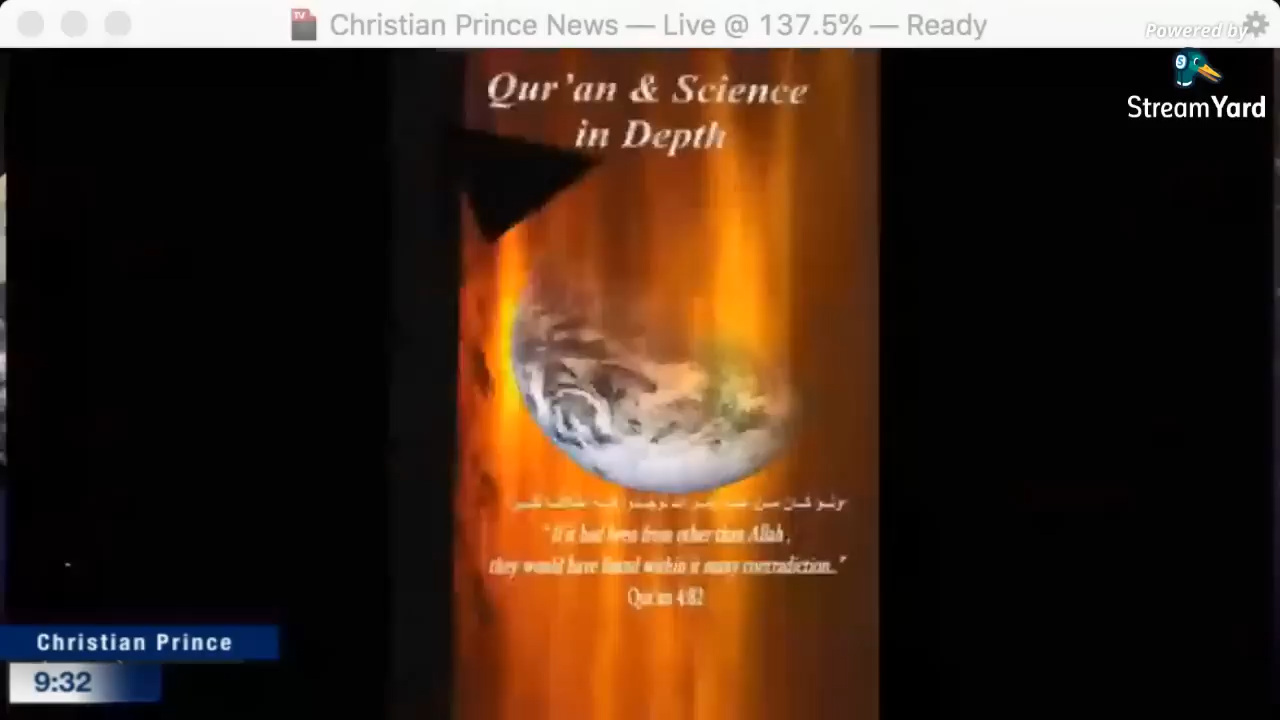 Christian Prince News — Live @ 137.5% — Ready
Powered by
StreamYard
TV
Qur'an & Science
in Depth
"If it had been from other than Allah,
they would have found within it many contradiction.."
Qur'an 4:82
Christian Prince
9:32